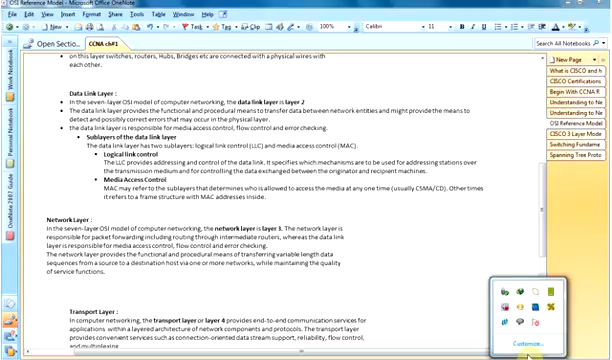 OSI Reference Model - Microsoft Office OneNote
File Edit View Insert Format Share Tools Table Window Help
New
100%
Calibri
11
Open Sectio...
CCNA ch#1
Search All Notebooks
Work Notebook
Personal Notebook
OneNote 2007 Guide
New Page
What is CISCO and h
CISCO Certifications
Begin With CCNA R
Understanding to Ne
Understanding to Ne
OSI Reference Model
CISCO 3 Layer Mode
Switching Fundame
Spanning Tree Proto
on this layer switches, routers, Hubs, Bridges etc are connected with a physical wires with
each other.
Data Link Layer :
In the seven-layer OSI model of computer networking, the data link layer is layer 2
The data link layer provides the functional and procedural means to transfer data between network entities and might provide the means to
detect and possibly correct errors that may occur in the physical layer.
the data link layer is responsible for media access control, flow control and error checking.
Sublayers of the data link layer
The data link layer has two sublayers: logical link control (LLC) and media access control (MAC).
Logical link control
The LLC provides addressing and control of the data link. It specifies which mechanisms are to be used for addressing stations over
the transmission medium and for controlling the data exchanged between the originator and recipient machines.
Media Access Control
MAC may refer to the sublayers that determines who is allowed to access the media at any one time (usually CSMA/CD). Other times
it refers to a frame structure with MAC addresses inside.
Network Layer :
In the seven-layer OSI model of computer networking, the network layer is layer 3. The network layer is
responsible for packet forwarding including routing through intermediate routers, whereas the data link
layer is responsible for media access control, flow control and error checking.
The network layer provides the functional and procedural means of transferring variable length data
sequences from a source to a destination host via one or more networks, while maintaining the quality
of service functions.
Transport Layer :
In computer networking, the transport layer or layer 4 provides end-to-end communication services for
applications within a layered architecture of network components and protocols. The transport layer
provides convenient services such as connection-oriented data stream support, reliability, flow control,
and multiplexing.
Customize...